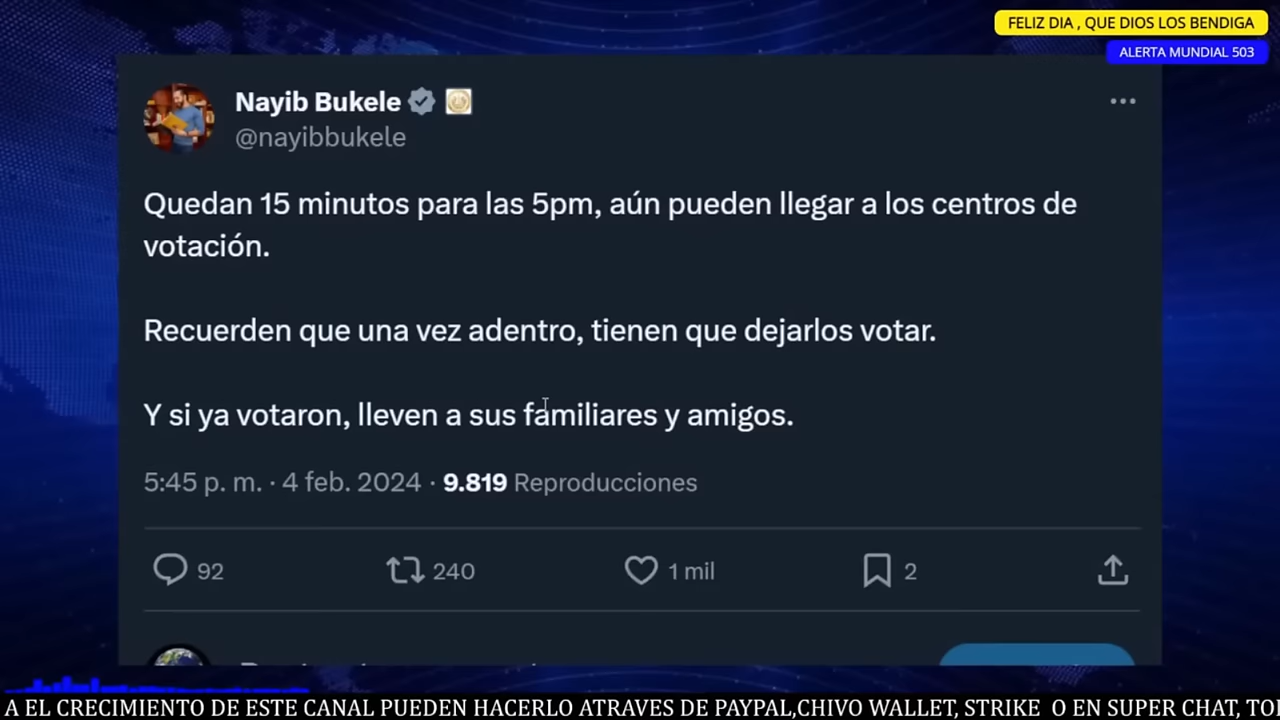 FELIZ DIA , QUE DIOS LOS BENDIGA
ALERTA MUNDIAL 503
Nayib Bukele
@nayibbukele
Quedan 15 minutos para las 5pm, aún pueden llegar a los centros de
votación.
Recuerden que una vez adentro, tienen que dejarlos votar.
Y si ya votaron, lleven a sus familiares y amigos.
5:45 p. m. · 4 feb. 2024 · 9.819 Reproducciones
92 240 1 mil 2
A EL CRECIMIENTO DE ESTE CANAL PUEDEN HACERLO ATRAVES DE PAYPAL,CHIVO WALLET, STRIKE O EN SUPER CHAT,